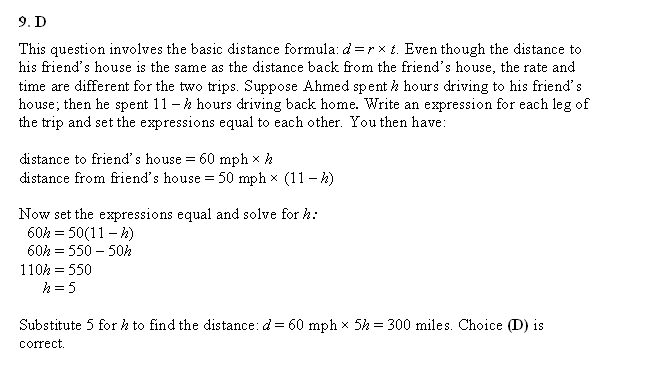 9. D
This question involves the basic distance formula: d = r × t. Even though the distance to
his friend's house is the same as the distance back from the friend's house, the rate and
time are different for the two trips. Suppose Ahmed spent h hours driving to his friend's
house; then he spent 11 – h hours driving back home. Write an expression for each leg of
the trip and set the expressions equal to each other. You then have:
distance to friend's house = 60 mph × h
distance from friend's house = 50 mph × (11 – h)
Now set the expressions equal and solve for h:
60h = 50(11 – h)
60h = 550 – 50h
110h = 550
h = 5
Substitute 5 for h to find the distance: d = 60 mph × 5h = 300 miles. Choice (D) is
correct.